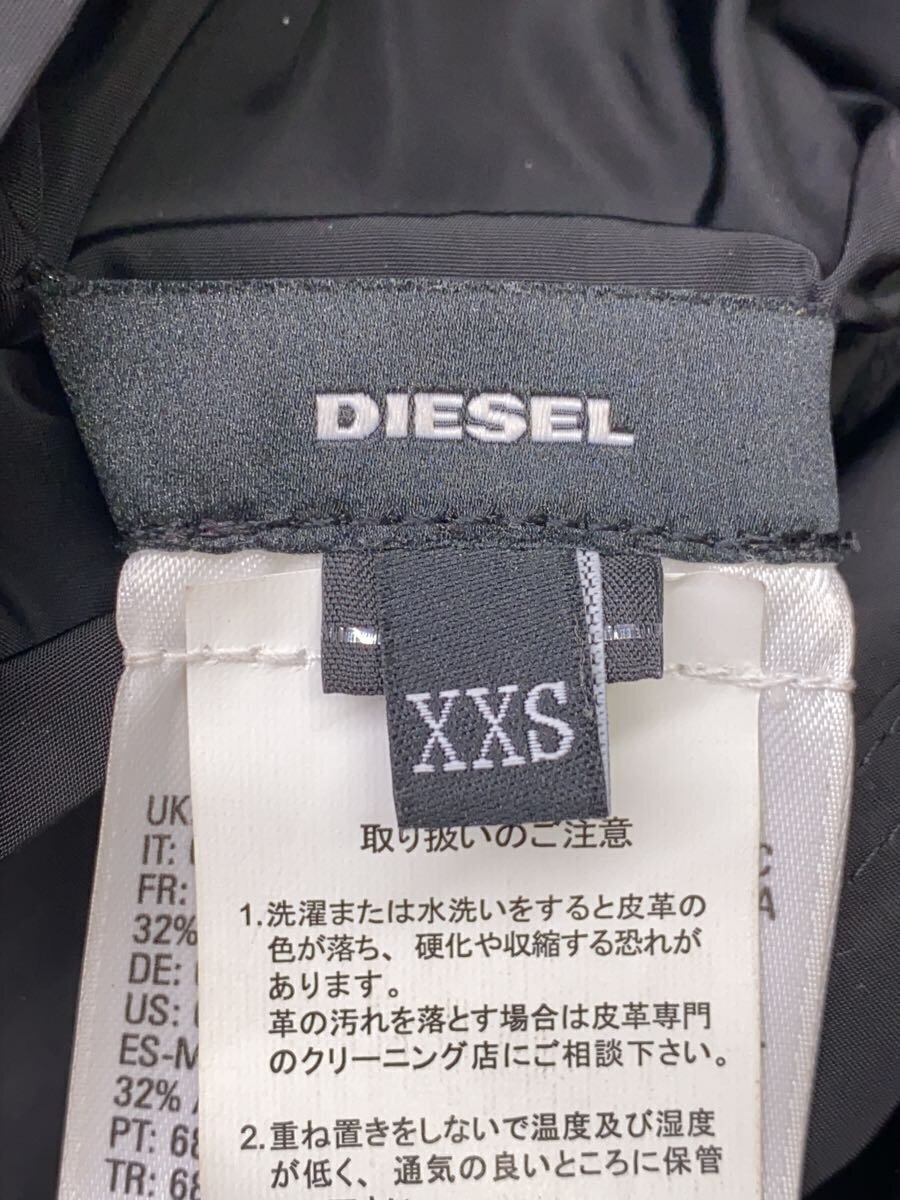 DIESEL
XXS
取り扱いのご注意
1.洗濯または水洗いをすると皮革の
色が落ち、硬化や収縮する恐れが
あります。
革の汚れを落とす場合は皮革専門
のクリーニング店にご相談下さい。
2.重ね置きをしないで温度及び湿度
が低く、通気の良いところに保管
UK:
IT:
FR:
32%
DE:
US:
ES-M
32%
PT: 68
TR: 68
C
A